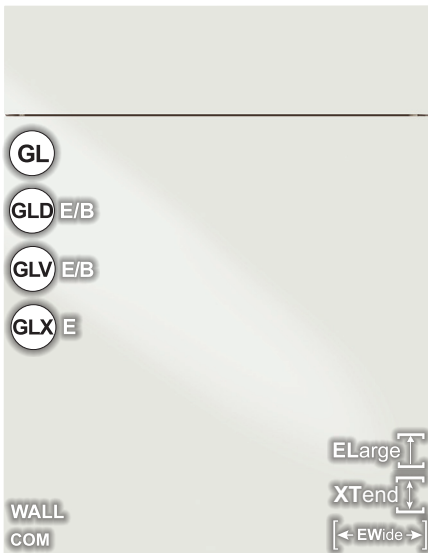 GL
GLD E/B
GLV E/B
GLX E
ELarge
XTend
WALL
EWide
COM